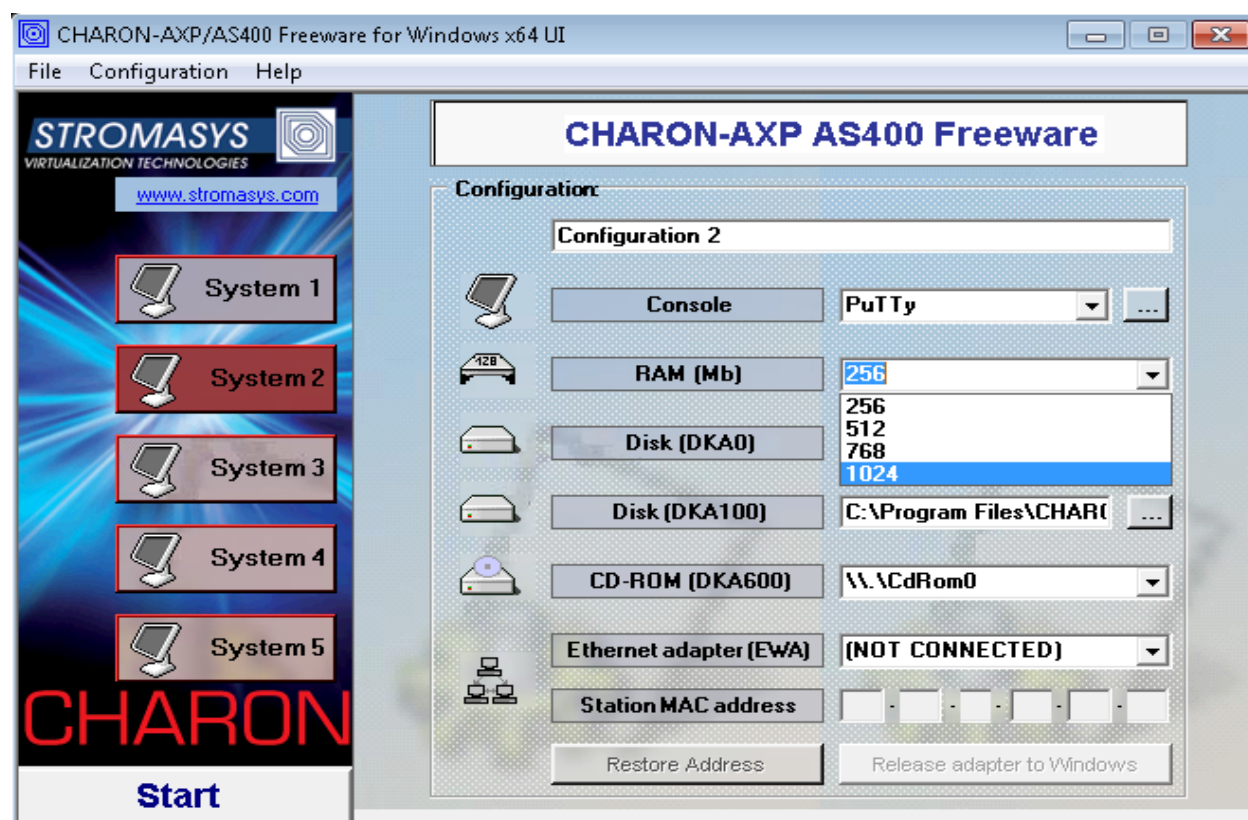 CHARON-AXP/AS400 Freeware for Windows x64 UI
File Configuration Help
STROMASYS
VIRTUALIZATION TECHNOLOGIES
www.stromasys.com
System 1
System 2
System 3
System 4
System 5
CHARON
Start
CHARON-AXP AS400 Freeware
Configuration:
Configuration 2
Console PuTTy ...
128
RAM (Mb) 256
256
512
768
1024
Disk (DKA0)
Disk (DKA100) C:\Program Files\CHAR( ...
CD-ROM (DKA600) \\.\CdRom0
Ethernet adapter (EWA) (NOT CONNECTED)
Station MAC address - - - - -
Restore Address Release adapter to Windows